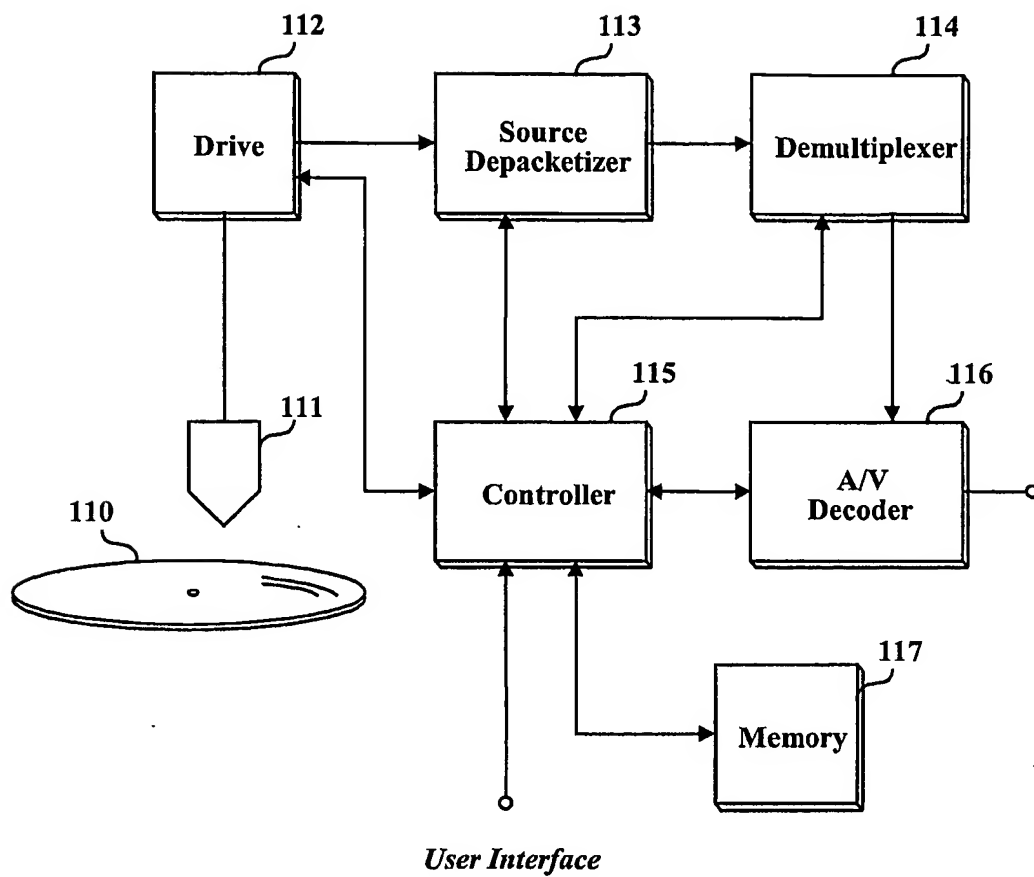 112
113
114
Drive
Source
Depacketizer
Demultiplexer
111
115
116
110
Controller
A/V
Decoder
117
Memory
User Interface